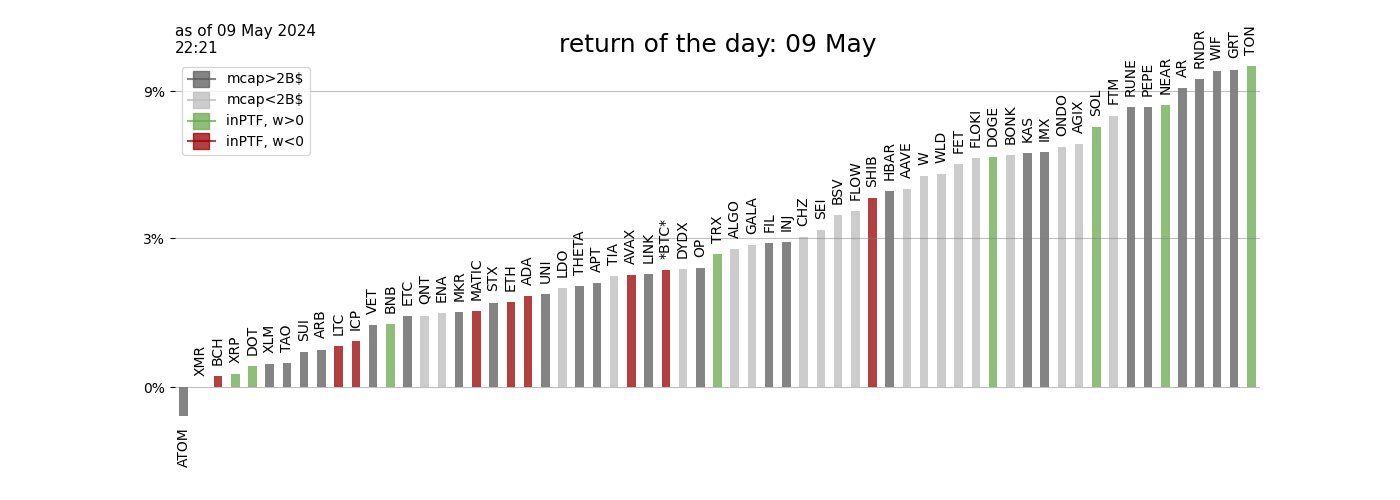 as of 09 May 2024
22:21
return of the day: 09 May
mcap>2B$
mcap<2B$
inPTF, w>0
inPTF, w<0
9%
3%
0%
ATOM
XMR
BCH
XRP
DOT
XLM
TAO
SUI
ARB
LTC
ICP
VET
BNB
ETC
QNT
ENA
MKR
MATIC
STX
ETH
ADA
UNI
LDO
THETA
APT
TIA
AVAX
LINK
*BTC*
DYDX
OP
TRX
ALGO
GALA
FIL
INJ
CHZ
SEI
BSV
FLOW
SHIB
HBAR
AAVE
W
WLD
FET
FLOKI
DOGE
BONK
KAS
IMX
ONDO
AGIX
SOL
FTM
RUNE
PEPE
NEAR
AR
RNDR
WIF
GRT
TON